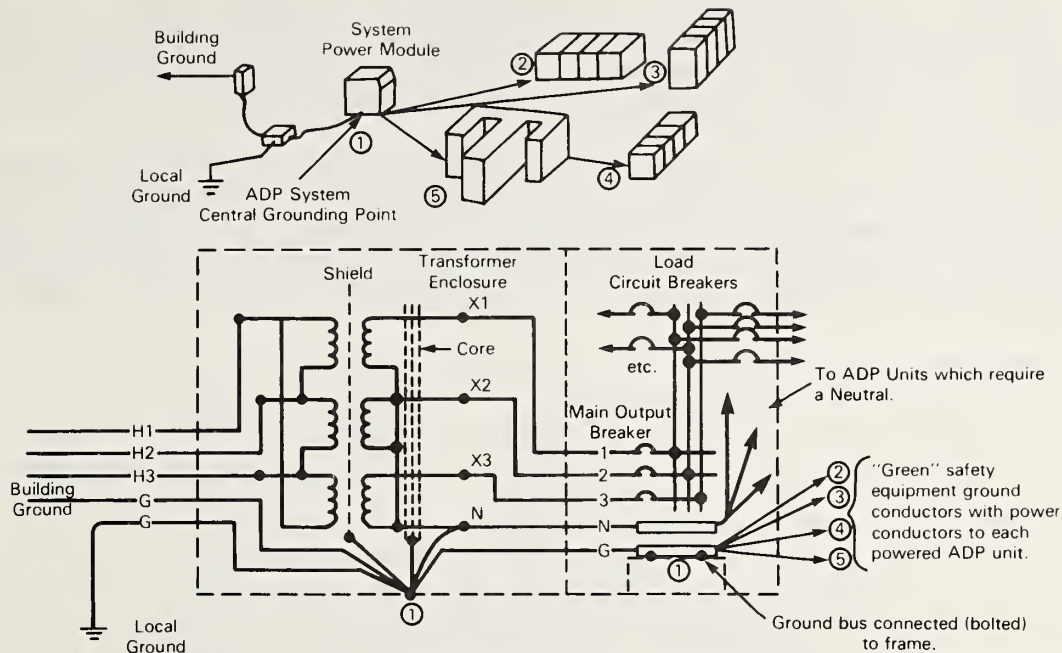 Building
Ground
System
Power Module
②
③
①
Local
Ground
ADP System
Central Grounding Point
⑤
④
Shield
Transformer
Enclosure
Load
Circuit Breakers
X1
Core
etc.
To ADP Units which require
a Neutral.
X2
Main Output
Breaker
H1
H2
H3
Building
Ground
G
G
X3
N
1
2
3
N
G
①
①
②
③
④
⑤
"Green" safety
equipment ground
conductors with power
conductors to each
powered ADP unit.
Local
Ground
Ground bus connected (bolted)
to frame.